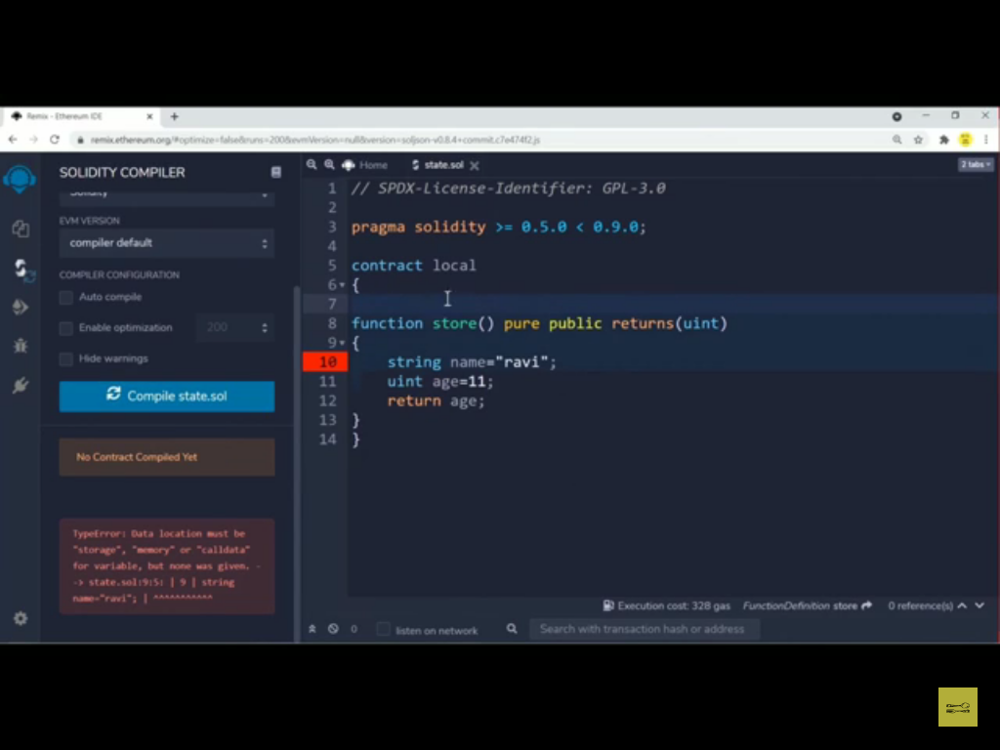 Remix - Ethereum IDE
remix.ethereum.org/#optimize=false&runs=200&evmVersion=null&version=soljson-v0.8.4+commit.c7e474f2.js
SOLIDITY COMPILER
Solidity
EVM VERSION
compiler default
COMPILER CONFIGURATION
Auto compile
Enable optimization 200
Hide warnings
Compile state.sol
No Contract Compiled Yet
TypeError: Data location must be
"storage", "memory" or "calldata"
for variable, but none was given. -
-> state.sol:9:5: | 9 | string
name="ravi"; | ^^^^^^^^^^^
Home state.sol 2 tabs
1 // SPDX-License-Identifier: GPL-3.0
2
3 pragma solidity >= 0.5.0 < 0.9.0;
4
5 contract local
6 {
7
8 function store() pure public returns(uint)
9 {
10 string name="ravi";
11 uint age=11;
12 return age;
13 }
14 }
Execution cost: 328 gas FunctionDefinition store 0 reference(s)
0 listen on network Search with transaction hash or address